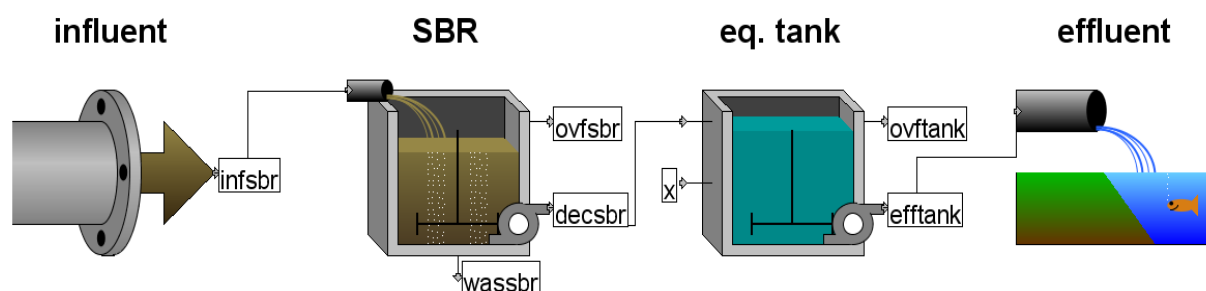 influent
SBR
eq. tank
effluent
infsbr
ovfsbr
decsbr
wassbr
x
ovftank
efftank